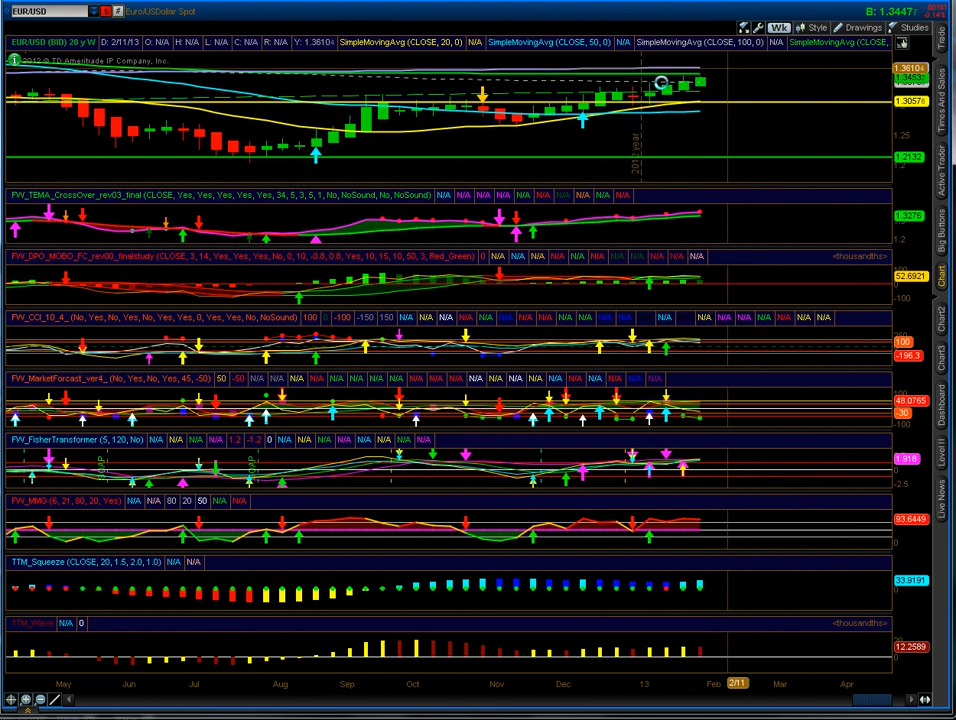 EUR/USD Euro/USDollar Spot B: 1.3447 -0.14%
Wk Style Drawings Studies
EUR/USD (BID) 20 y W D: 2/11/13 O: N/A H: N/A L: N/A C: N/A R: N/A Y: 1.36104 SimpleMovingAvg (CLOSE, 20, 0) N/A SimpleMovingAvg (CLOSE, 50, 0) N/A SimpleMovingAvg (CLOSE, 100, 0) N/A SimpleMovingAvg (CLOSE,
2012 © TD Ameritrade IP Company, Inc.
1.36104
1.30576
1.25
1.2132
2012 year
FW_TEMA_CrossOver_rev03_final (CLOSE, Yes, Yes, Yes, Yes, Yes, 34, 5, 3, 5, 1, No, NoSound, No, NoSound) N/A N/A N/A N/A N/A N/A N/A N/A N/A N/A
1.3276
1.2
FW_DPO_MOBO_FC_rev00_finalstudy (CLOSE, 3, 14, Yes, Yes, Yes, No, 0, 10, -0.8, 0.8, Yes, 10, 15, 10, 50, 3, Red_Green) 0 N/A N/A N/A N/A N/A N/A N/A N/A N/A N/A N/A <thousandths>
52.6921
-100
FW_CCI_10_4_ (No, Yes, No, Yes, No, Yes, Yes, 0, Yes, Yes, No, NoSound) 100 0 -100 -150 150 N/A N/A N/A N/A N/A N/A N/A N/A N/A N/A N/A N/A N/A N/A N/A N/A N/A N/A
100
-196.3
FW_MarketForcast_ver4_ (No, Yes, No, Yes, 45, -50) 50 -50 N/A N/A N/A N/A N/A N/A N/A N/A N/A N/A N/A N/A N/A N/A N/A N/A N/A N/A N/A N/A N/A
48.0765
-30
-100
FW_FisherTransformer (5, 120, No) N/A N/A N/A N/A 1.2 -1.2 0 N/A N/A N/A N/A N/A N/A N/A N/A
1.918
-2.5
FW_MMG (6, 21, 80, 20, Yes) N/A N/A 80 20 50 N/A N/A
93.6449
0
TTM_Squeeze (CLOSE, 20, 1.5, 2.0, 1.0) N/A N/A
33.9191
0
TTM_Wave N/A 0 <thousandths>
12.2589
May Jun Jul Aug Sep Oct Nov Dec 13 Feb 2/11 Mar Apr
Trade
Times And Sales
Active Trader
Big Buttons
Chart
Chart2
Chart3
Dashboard
Level II
Live News